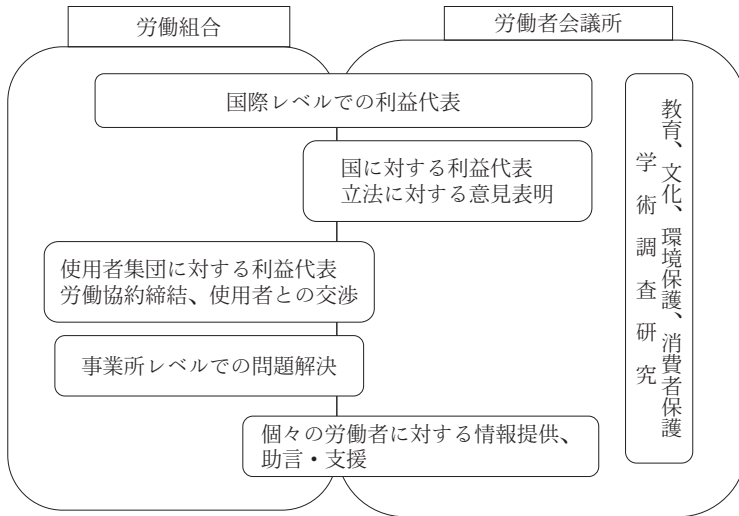 労働組合
労働者会議所
国際レベルでの利益代表
国に対する利益代表
立法に対する意見表明
使用者集団に対する利益代表
労働協約締結、使用者との交渉
事業所レベルでの問題解決
個々の労働者に対する情報提供、
助言・支援
教育、文化、環境保護、消費者保護
学術調査研究